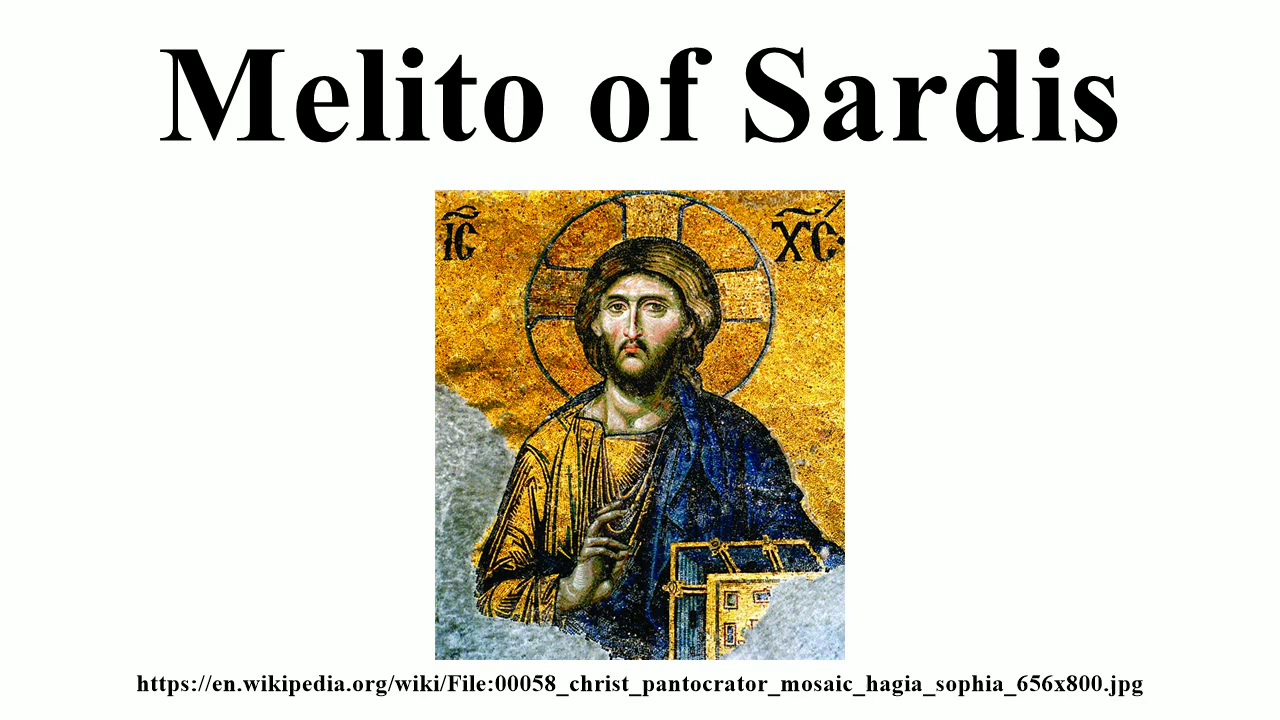 Melito of Sardis
IC XC
https://en.wikipedia.org/wiki/File:00058_christ_pantocrator_mosaic_hagia_sophia_656x800.jpg